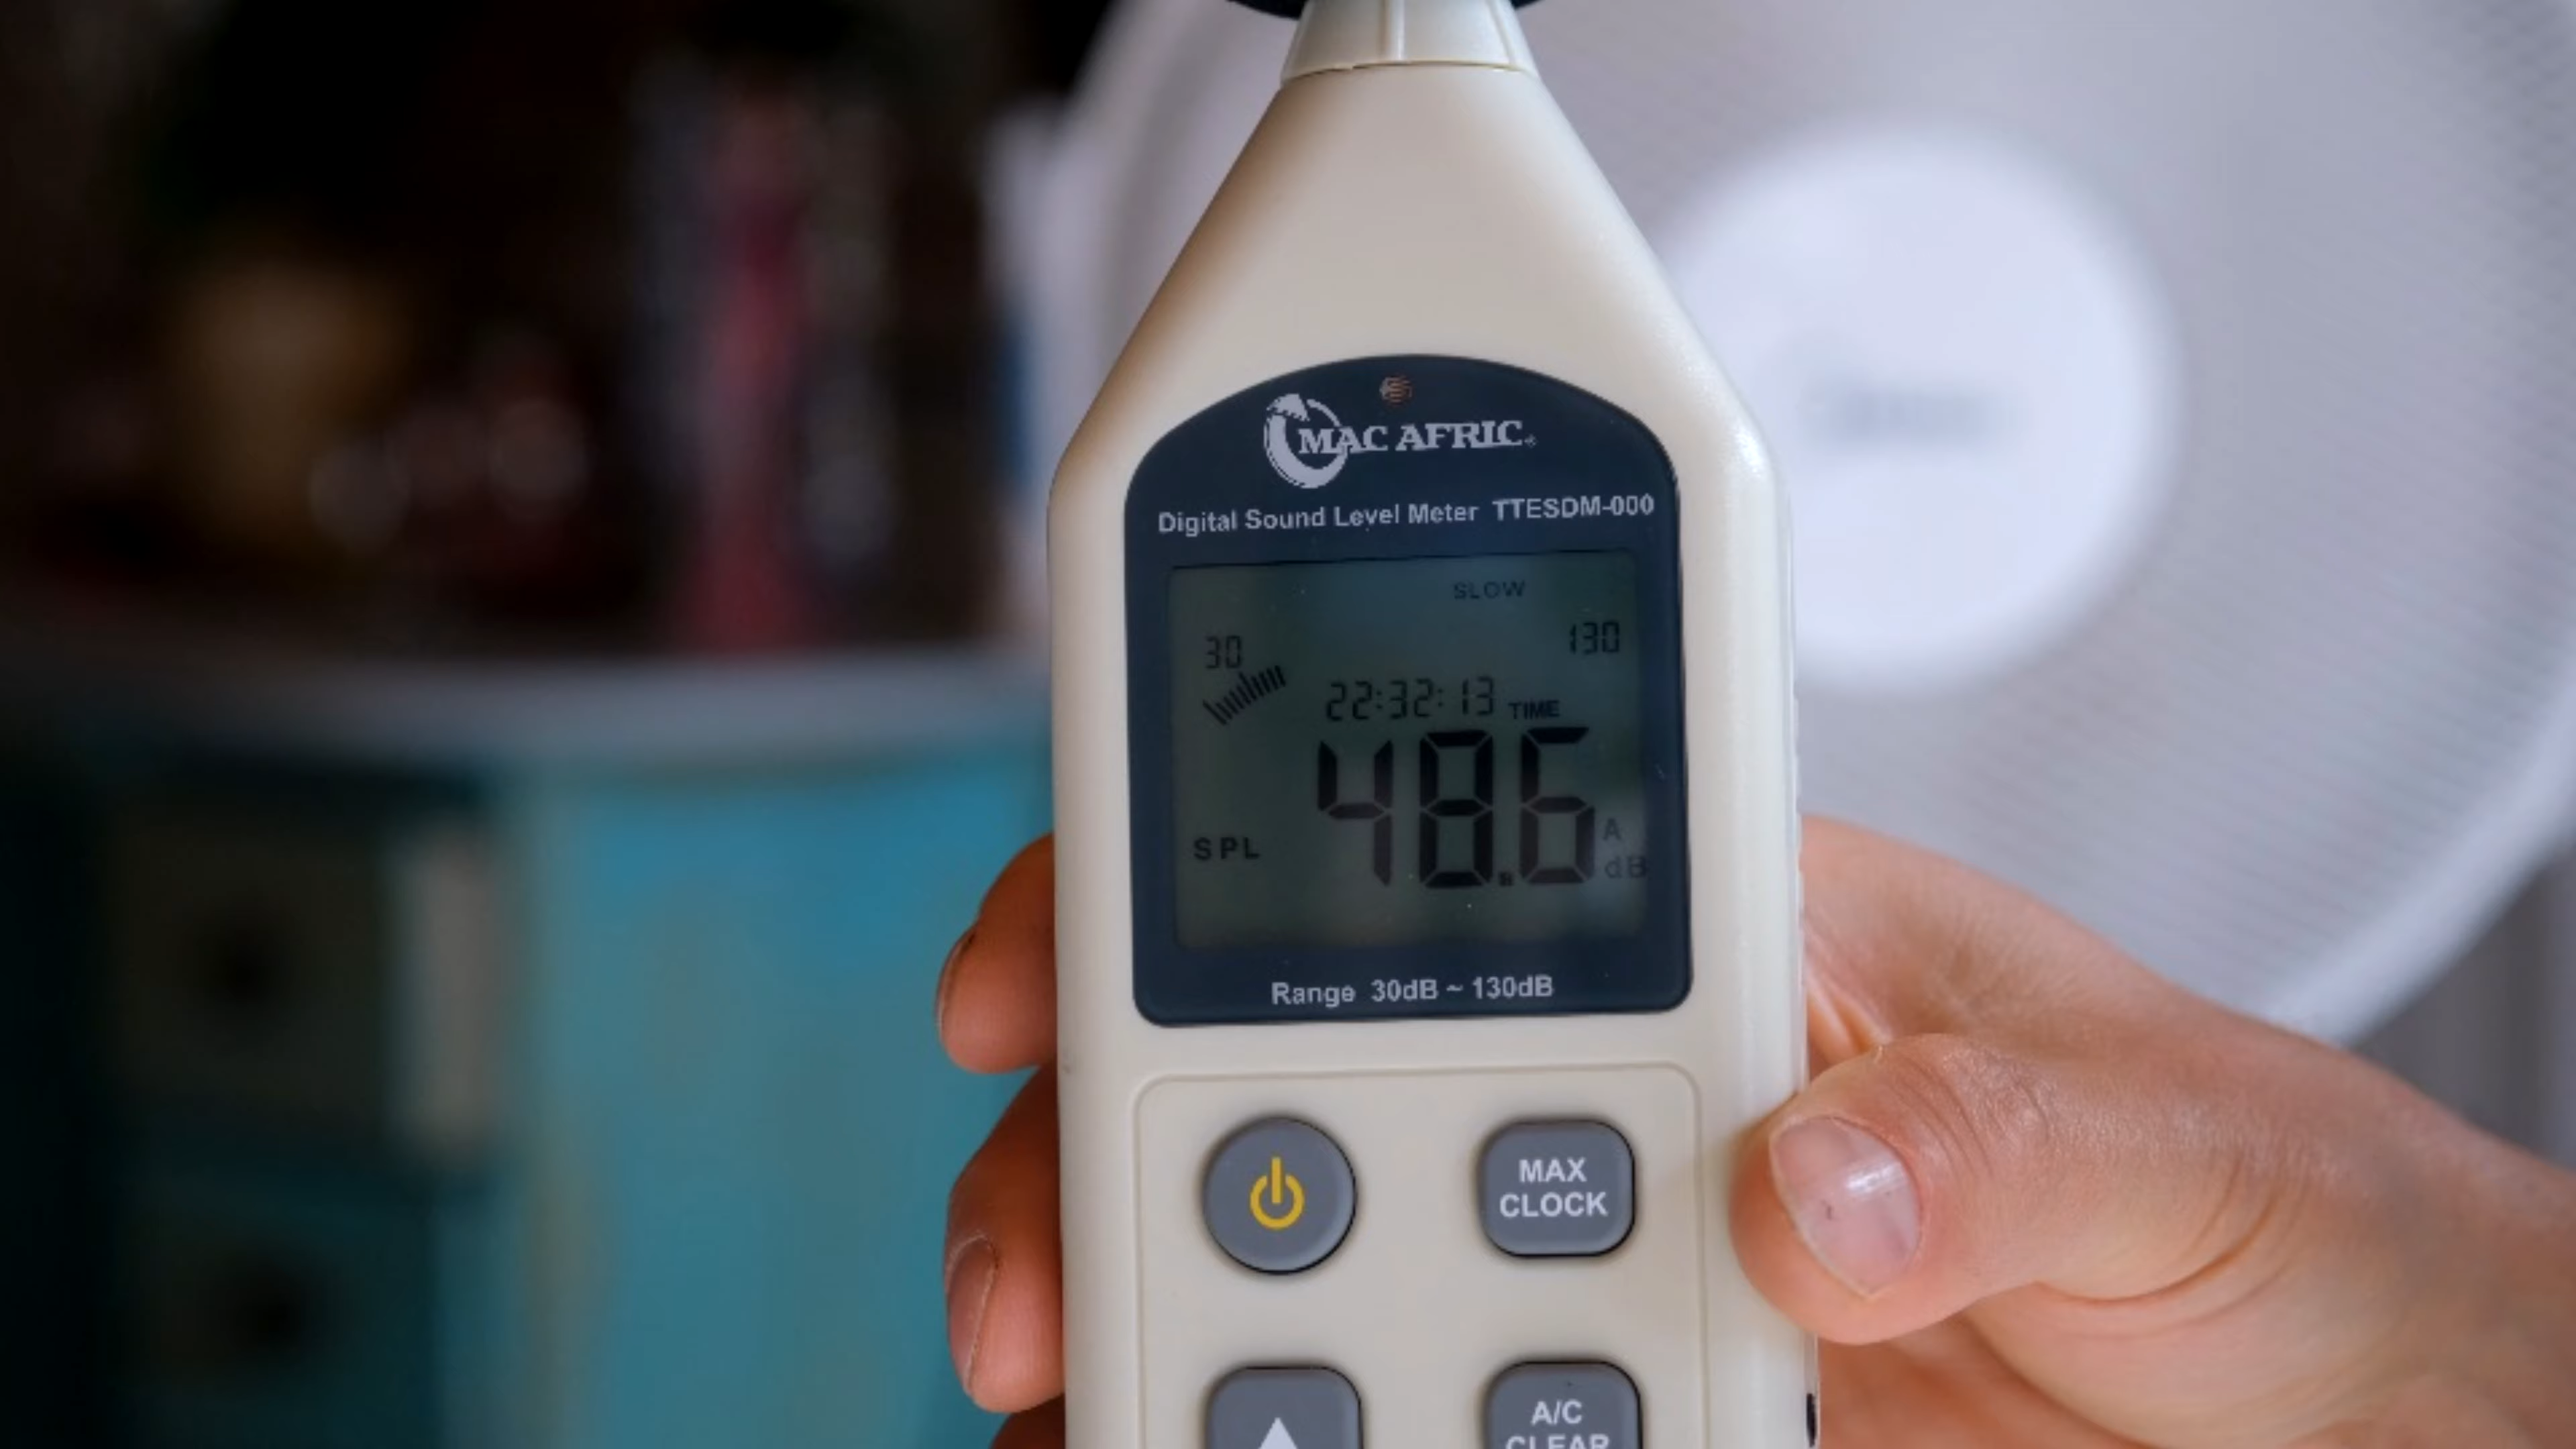 MAC AFRIC®
Digital Sound Level Meter TTESDM-000
SLOW
30 130
22:32:13 TIME
48.6 A
SPL dB
Range 30dB ~ 130dB
MAX
CLOCK
A/C
CLEAR